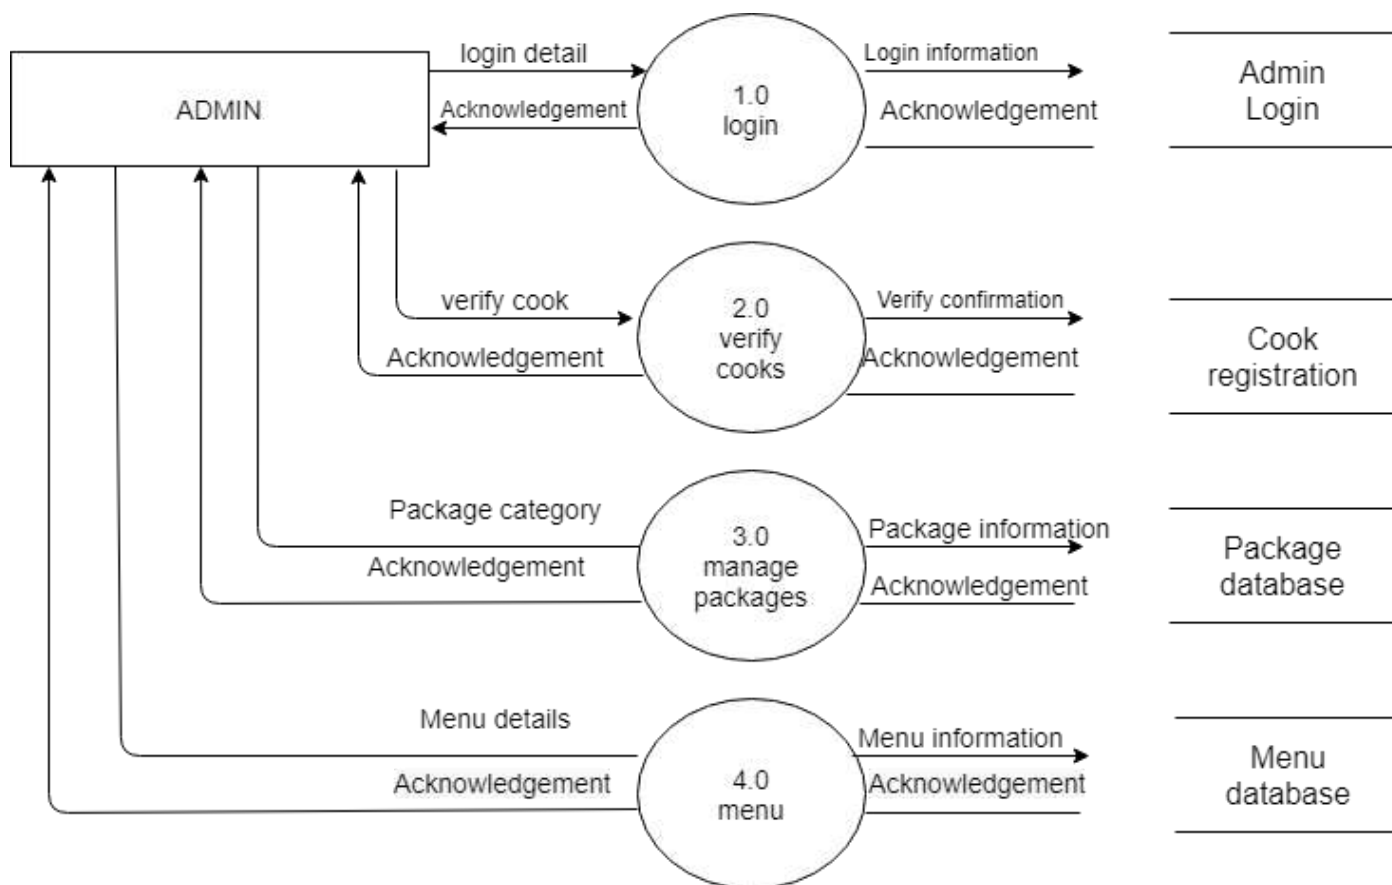 login detail
Login information
ADMIN
Acknowledgement
1.0
login
Acknowledgement
Admin
Login
verify cook
Verify confirmation
Acknowledgement
2.0
verify
cooks
Acknowledgement
Cook
registration
Package category
Package information
Acknowledgement
3.0
manage
packages
Acknowledgement
Package
database
Menu details
Menu information
Acknowledgement
4.0
menu
Acknowledgement
Menu
database